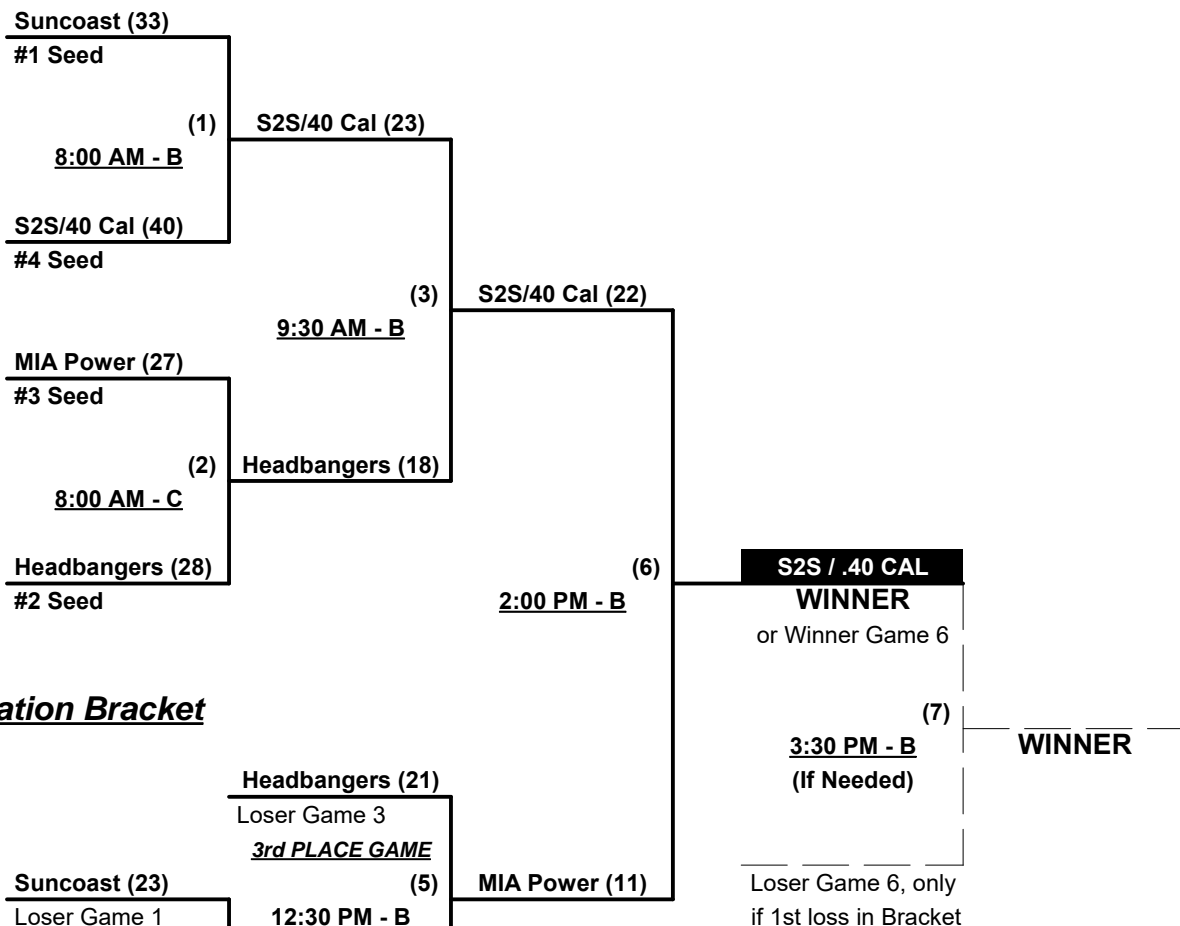 Suncoast (33)
#1 Seed
(1)
S2S/40 Cal (23)
8:00 AM - B
S2S/40 Cal (40)
#4 Seed
(3)
S2S/40 Cal (22)
9:30 AM - B
MIA Power (27)
#3 Seed
(2)
Headbangers (18)
8:00 AM - C
Headbangers (28)
#2 Seed
(6)
2:00 PM - B
S2S / .40 CAL
WINNER
or Winner Game 6
ation Bracket
(7)
3:30 PM - B
(If Needed)
WINNER
Headbangers (21)
Loser Game 3
3rd PLACE GAME
Suncoast (23)
Loser Game 1
(5)
12:30 PM - B
MIA Power (11)
Loser Game 6, only
if 1st loss in Bracket